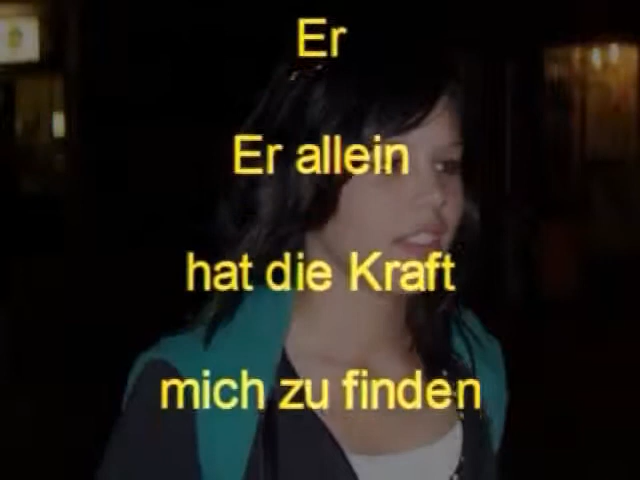 Er
Er allein
hat die Kraft
mich zu finden